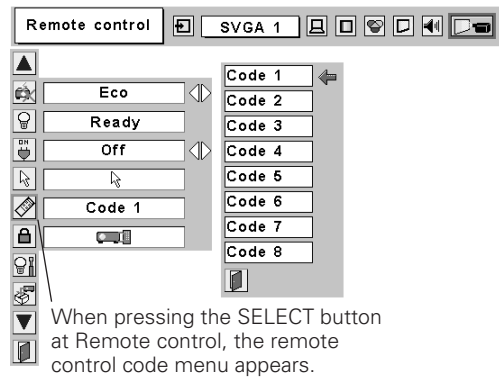 Remote control
SVGA 1
Eco
Ready
ON
Off
Code 1
Code 1
Code 2
Code 3
Code 4
Code 5
Code 6
Code 7
Code 8
When pressing the SELECT button
at Remote control, the remote
control code menu appears.